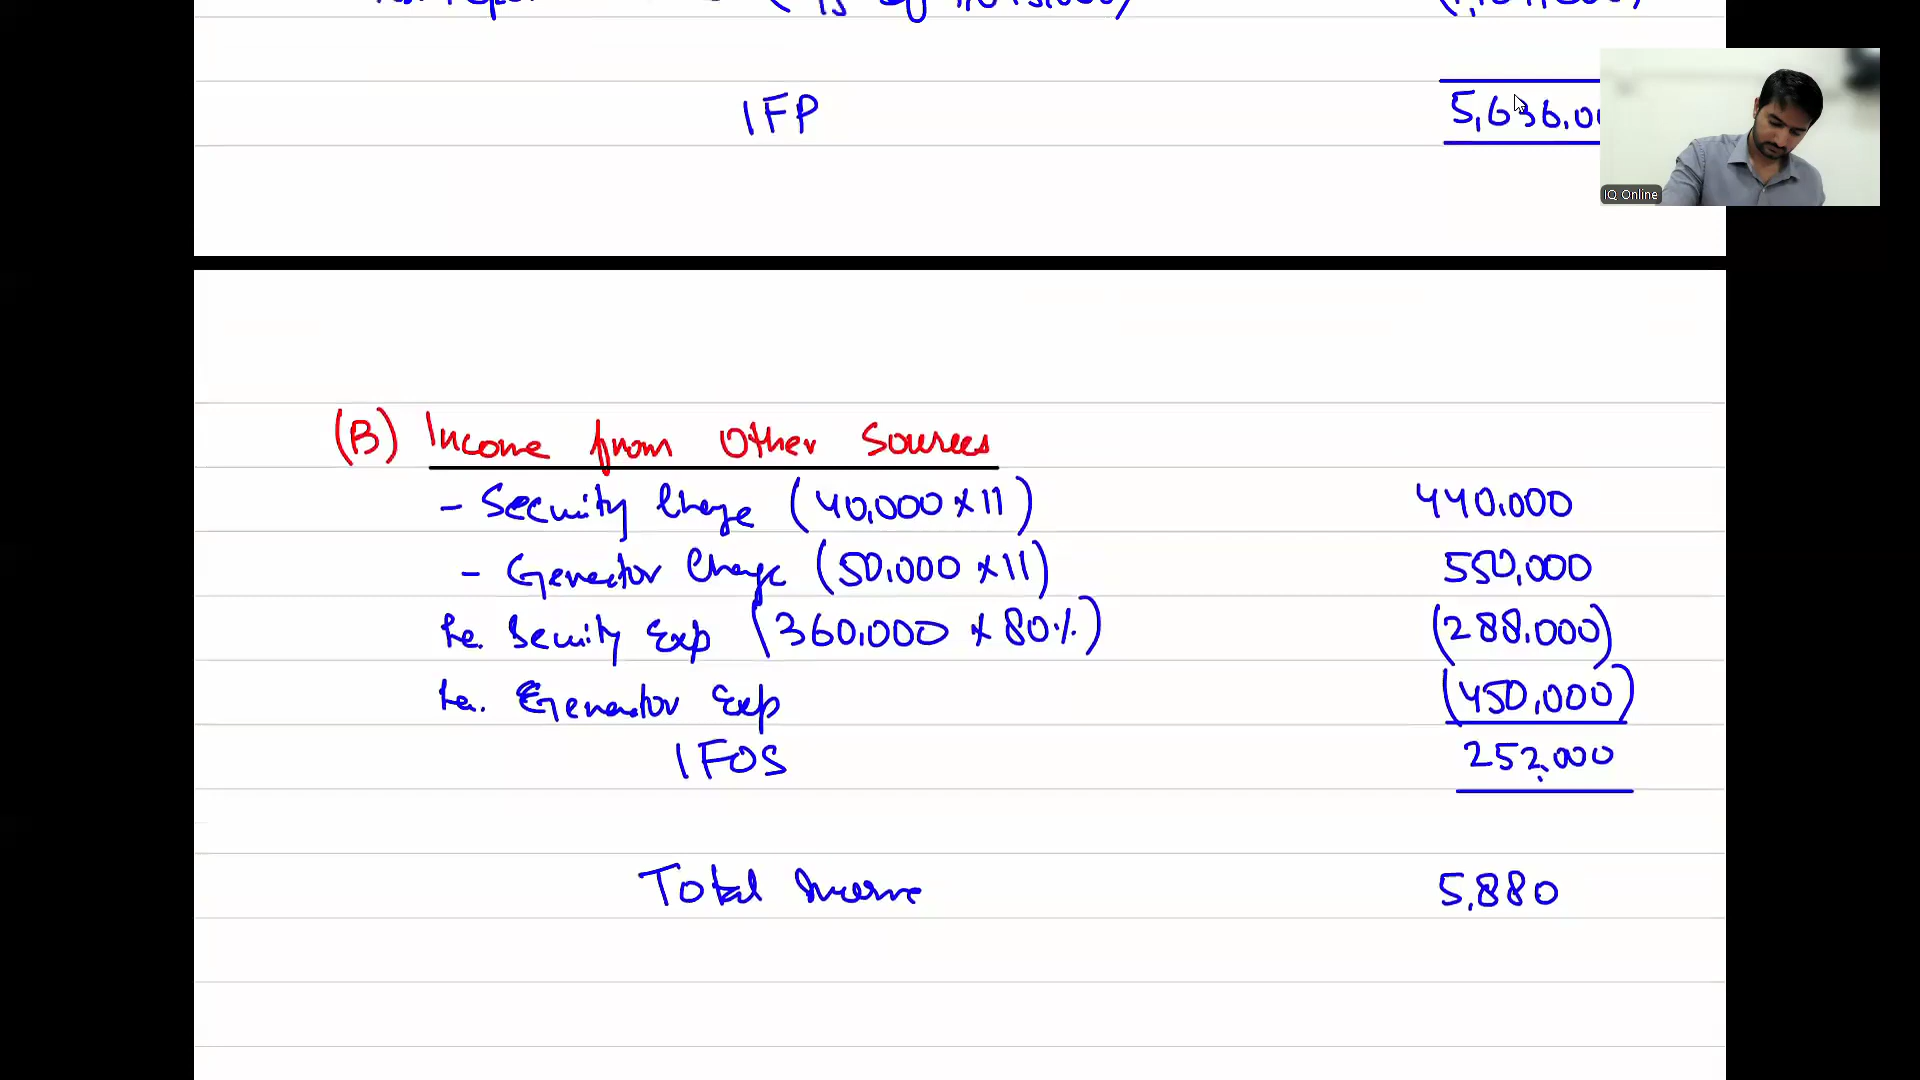 IFP 5,636.0
IQ Online
(B) Income from Other Sources
- Security Charge (40,000 x 11) 440,000
- Generator Charge (50,000 x 11) 550,000
Le. Security Exp (360,000 x 80%) (288,000)
Le. Generator Exp (450,000)
IFOS 252,000
Total Income 5,880